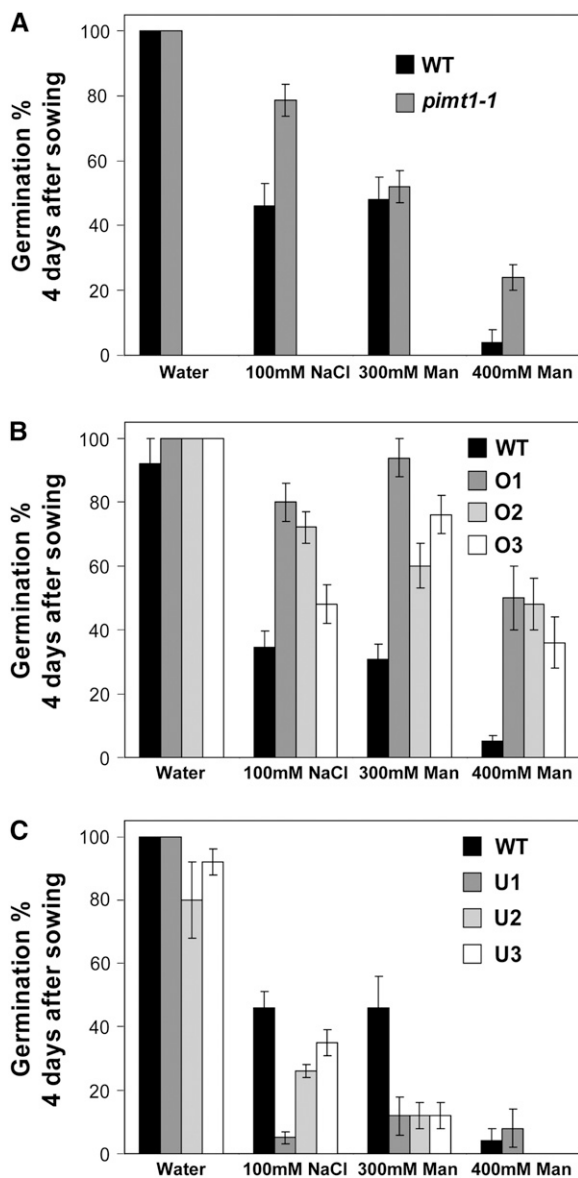 A
WT
pimt1-1
Germination %
4 days after sowing
100
80
60
40
20
0
Water 100mM NaCl 300mM Man 400mM Man
B
WT
O1
O2
O3
Germination %
4 days after sowing
100
80
60
40
20
0
Water 100mM NaCl 300mM Man 400mM Man
C
WT
U1
U2
U3
Germination %
4 days after sowing
100
80
60
40
20
0
Water 100mM NaCl 300mM Man 400mM Man